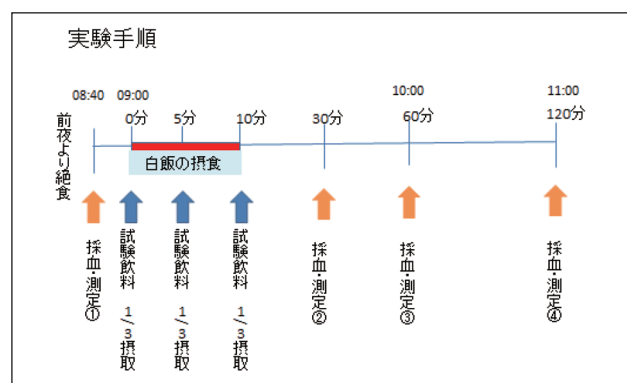 実験手順
08:40 09:00 10:00 11:00
0分 5分 10分 30分 60分 120分
前夜より絶食
白飯の摂食
採血・測定①
試験飲料 1/3摂取
試験飲料 1/3摂取
試験飲料 1/3摂取
採血・測定②
採血・測定③
採血・測定④